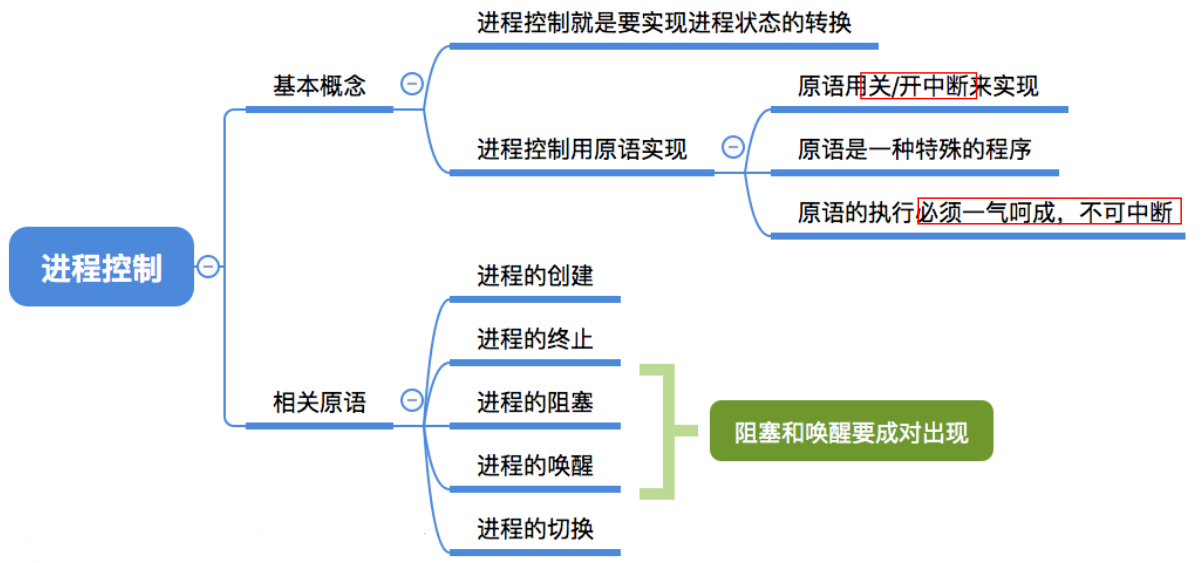 进程控制
基本概念
进程控制就是要实现进程状态的转换
进程控制用原语实现
原语用关/开中断来实现
原语是一种特殊的程序
原语的执行必须一气呵成，不可中断
相关原语
进程的创建
进程的终止
进程的阻塞
进程的唤醒
进程的切换
阻塞和唤醒要成对出现